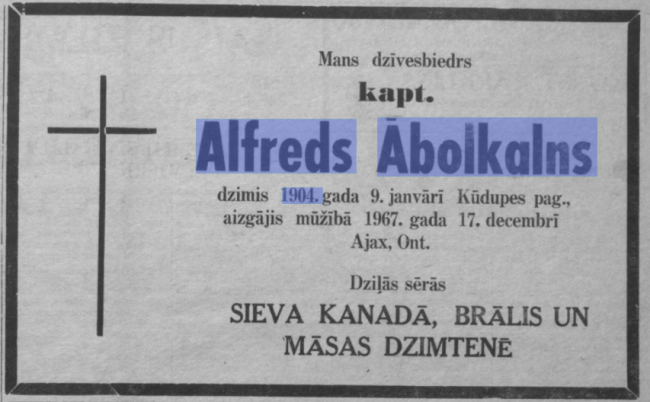 Mans dzīvesbiedrs
kapt.
Alfreds Ābolkalns
dzimis 1904. gada 9. janvārī Kūdupes pag.,
aizgājis mūžībā 1967. gada 17. decembrī
Ajax, Ont.
Dziļās sērās
SIEVA KANADĀ, BRĀLIS UN
MĀSAS DZIMTENĒ